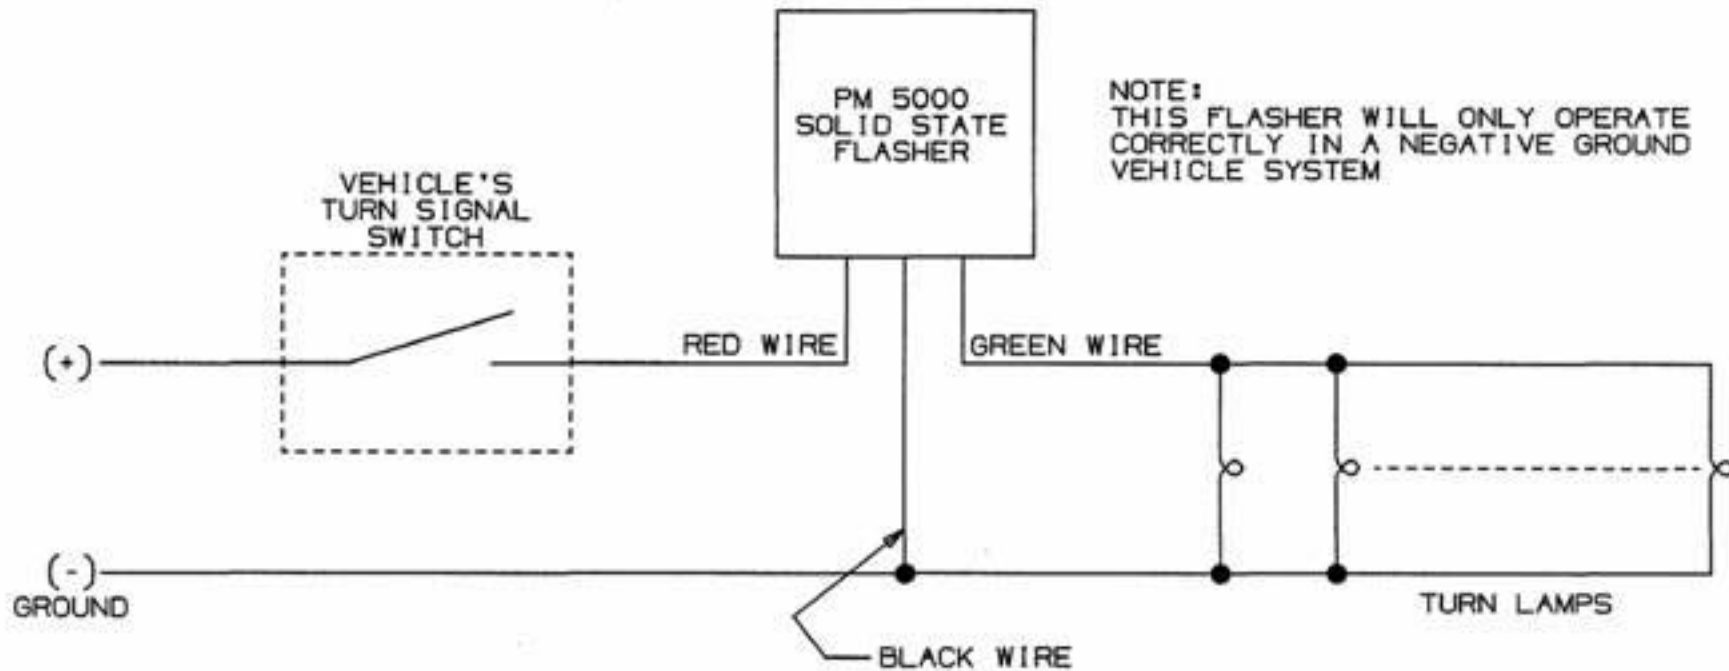 PM 5000
SOLID STATE
FLASHER
NOTE:
THIS FLASHER WILL ONLY OPERATE
CORRECTLY IN A NEGATIVE GROUND
VEHICLE SYSTEM
VEHICLE'S
TURN SIGNAL
SWITCH
(+)
RED WIRE
GREEN WIRE
(-)
GROUND
TURN LAMPS
BLACK WIRE